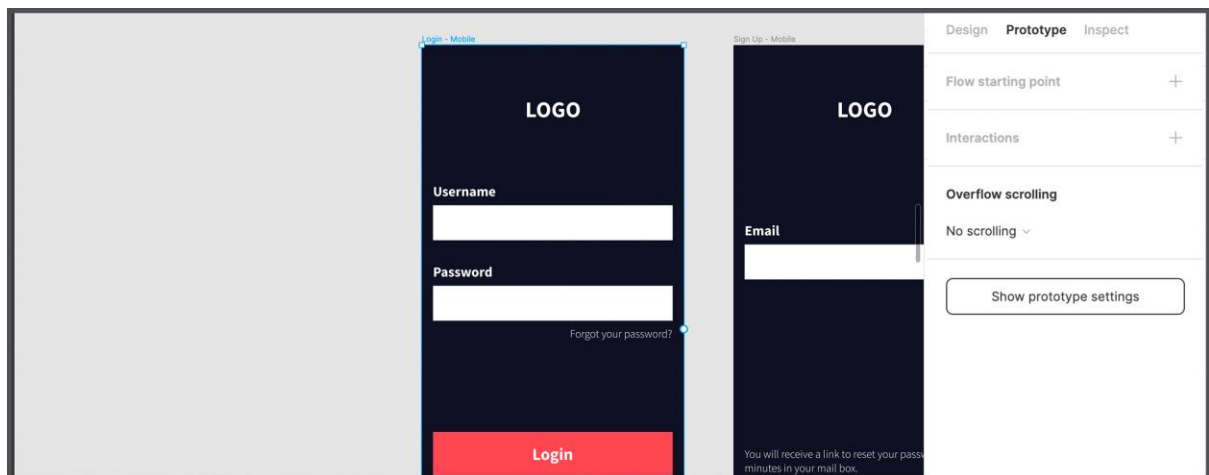 Login - Mobile
LOGO
Username
Password
Forgot your password?
Login
Sign Up - Mobile
LOGO
Email
You will receive a link to reset your passw
minutes in your mail box.
Design Prototype Inspect
Flow starting point
Interactions
Overflow scrolling
No scrolling
Show prototype settings